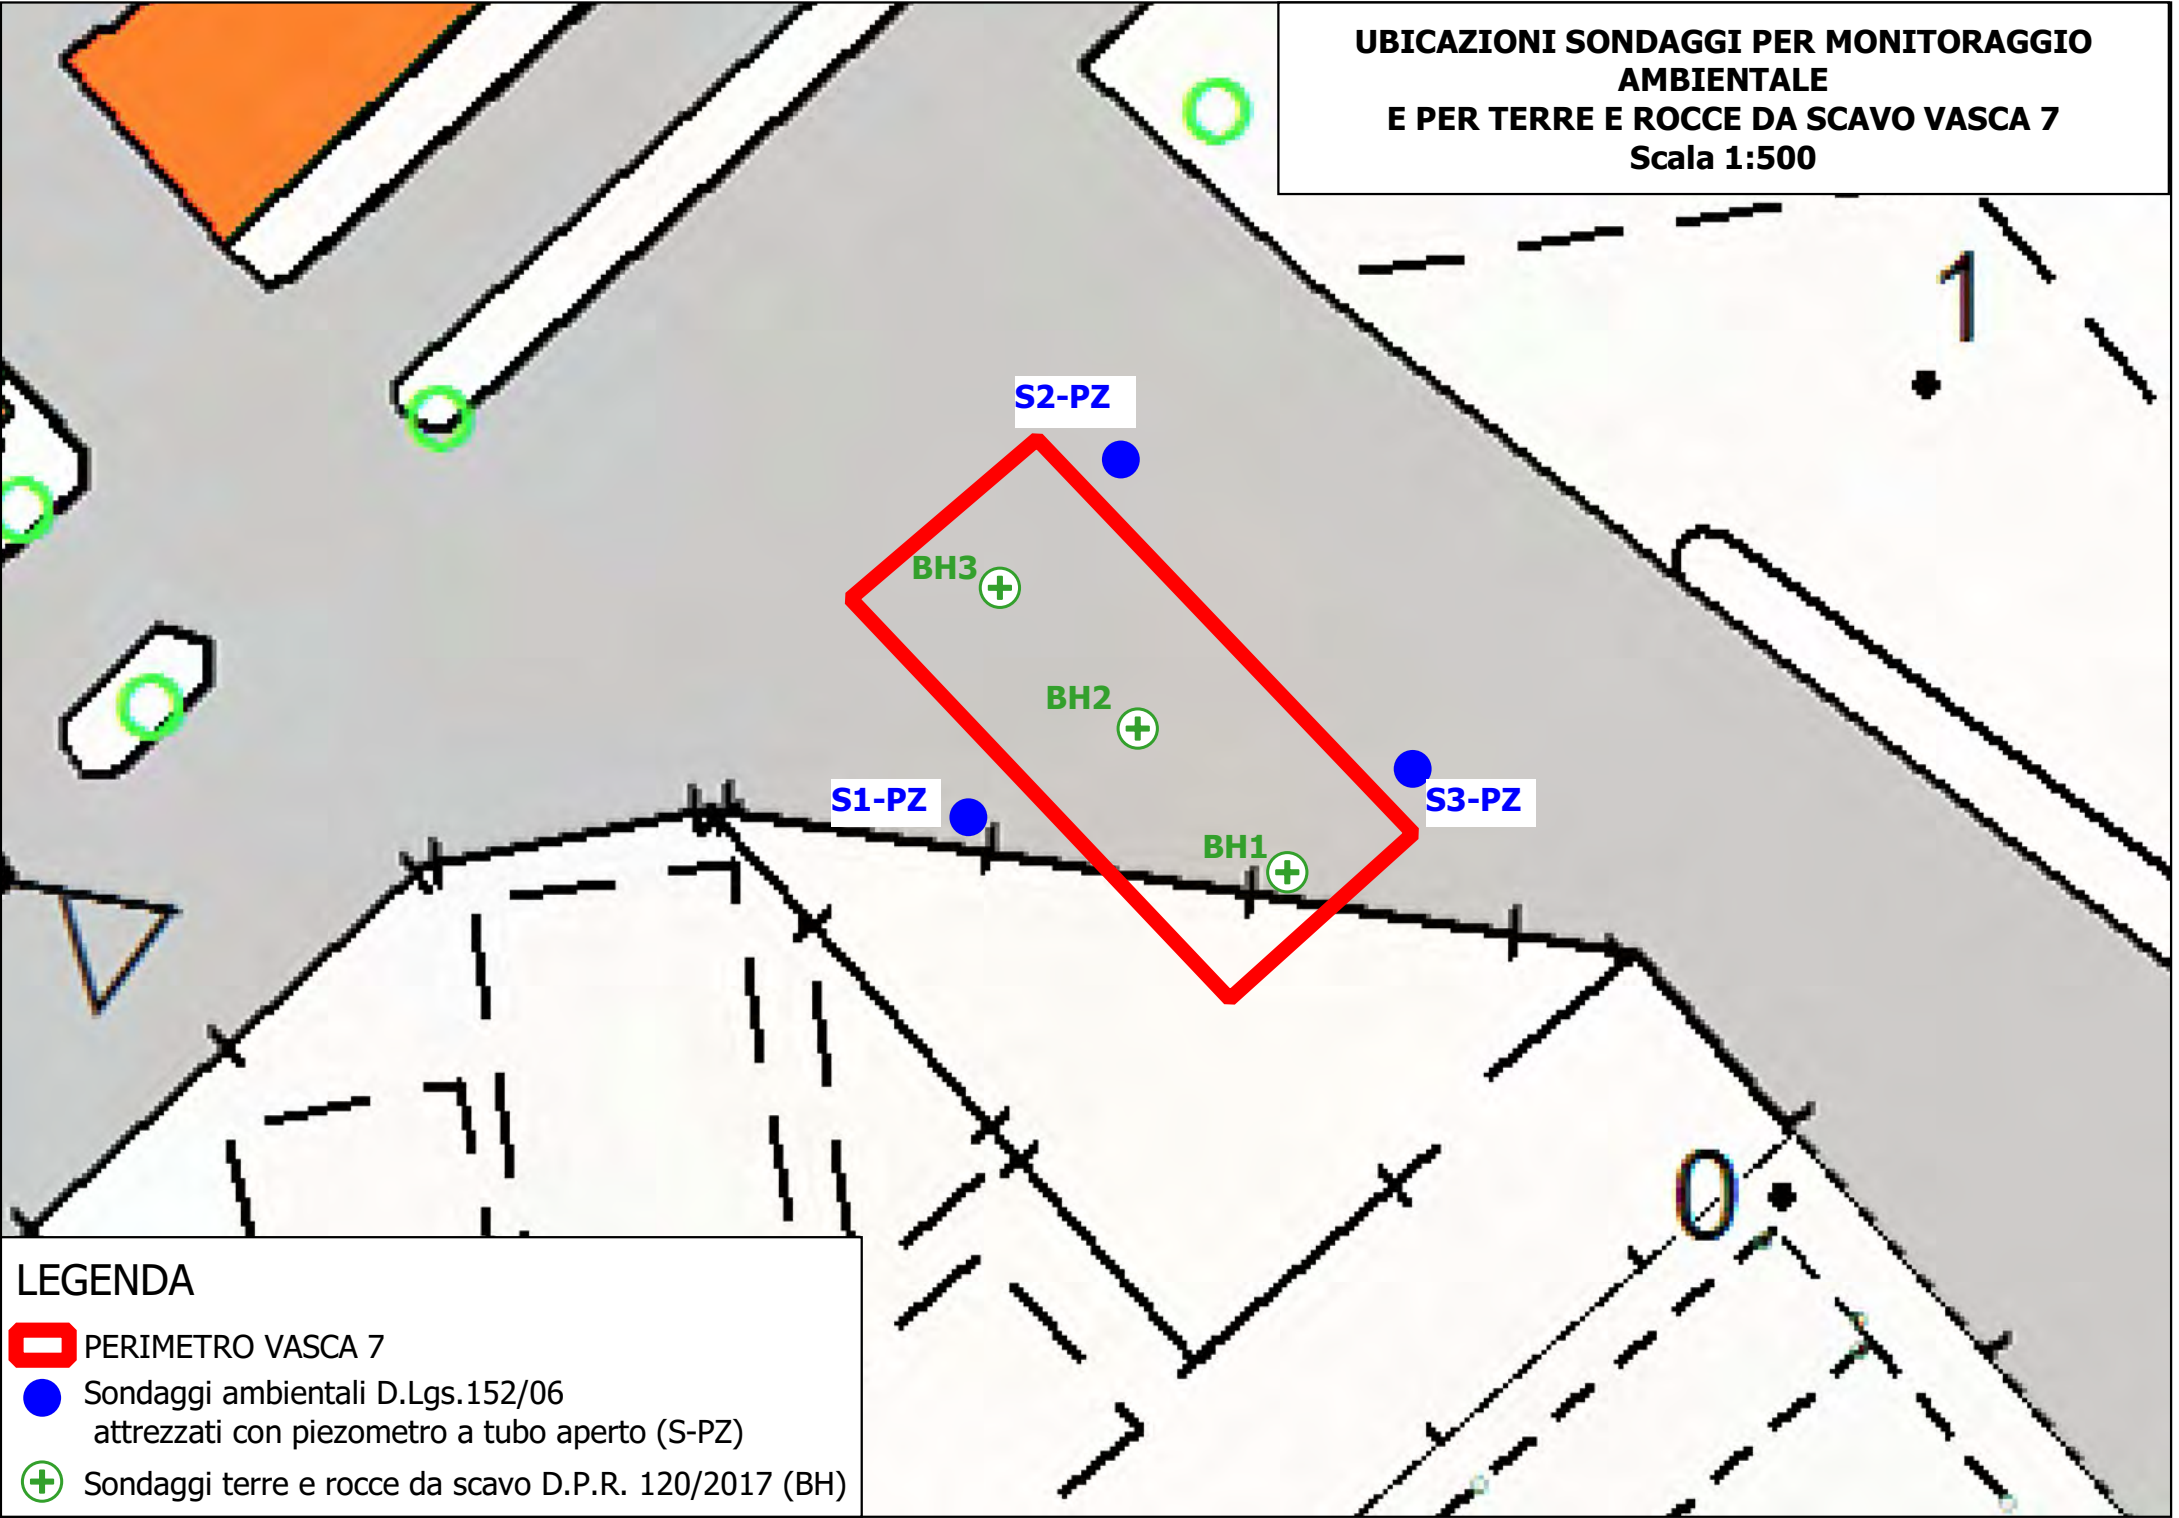 UBICAZIONI SONDAGGI PER MONITORAGGIO
AMBIENTALE
E PER TERRE E ROCCE DA SCAVO VASCA 7
Scala 1:500
1
S2-PZ
BH3
BH2
S1-PZ
S3-PZ
BH1
0
LEGENDA
PERIMETRO VASCA 7
Sondaggi ambientali D.Lgs.152/06
attrezzati con piezometro a tubo aperto (S-PZ)
Sondaggi terre e rocce da scavo D.P.R. 120/2017 (BH)